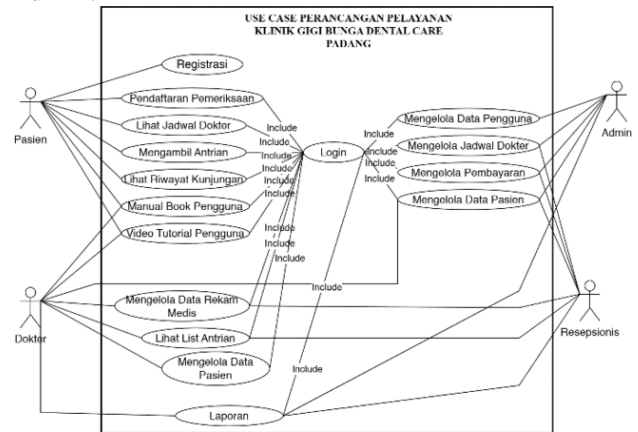 USE CASE PERANCANGAN PELAYANAN
KLINIK GIGI BUNGA DENTAL CARE
PADANG
Registrasi
Pendaftaran Pemeriksaan
Lihat Jadwal Dokter
Mengambil Antrian
Lihat Riwayat Kunjungan
Manual Book Pengguna
Video Tutorial Pengguna
Pasien
Include
Include
Include
Include
Include
Include
Login
Include
Include
Include
Include
Mengelola Data Pengguna
Mengelola Jadwal Dokter
Mengelola Pembayaran
Mengelola Data Pasien
Admin
Include
Include
Include
Include
Mengelola Data Rekam
Medis
Lihat List Antrian
Mengelola Data
Pasien
Dokter
Resepsionis
Include
Laporan